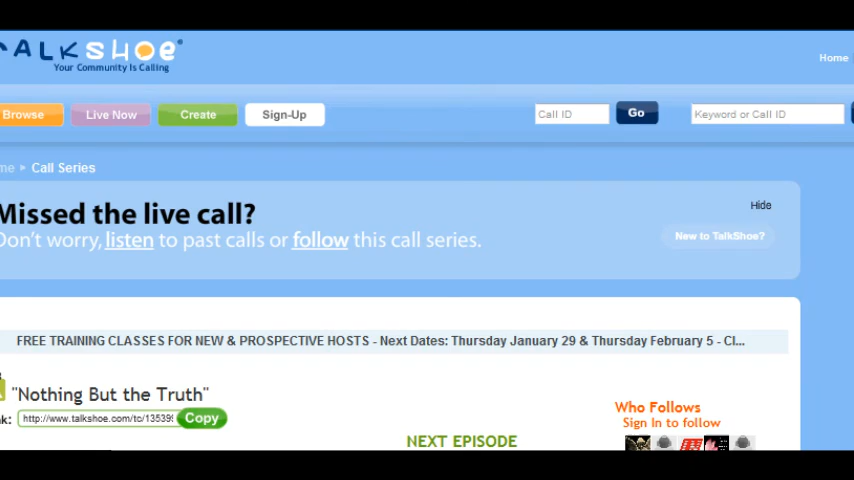 TALKSHOE
Your Community Is Calling
Home
Browse
Live Now
Create
Sign-Up
Call ID
Go
Keyword or Call ID
me ▸ Call Series
Missed the live call?
Hide
Don't worry, listen to past calls or follow this call series.
New to TalkShoe?
FREE TRAINING CLASSES FOR NEW & PROSPECTIVE HOSTS - Next Dates: Thursday January 29 & Thursday February 5 - Cl...
"Nothing But the Truth"
nk: http://www.talkshoe.com/tc/13539
Copy
Who Follows
Sign In to follow
NEXT EPISODE